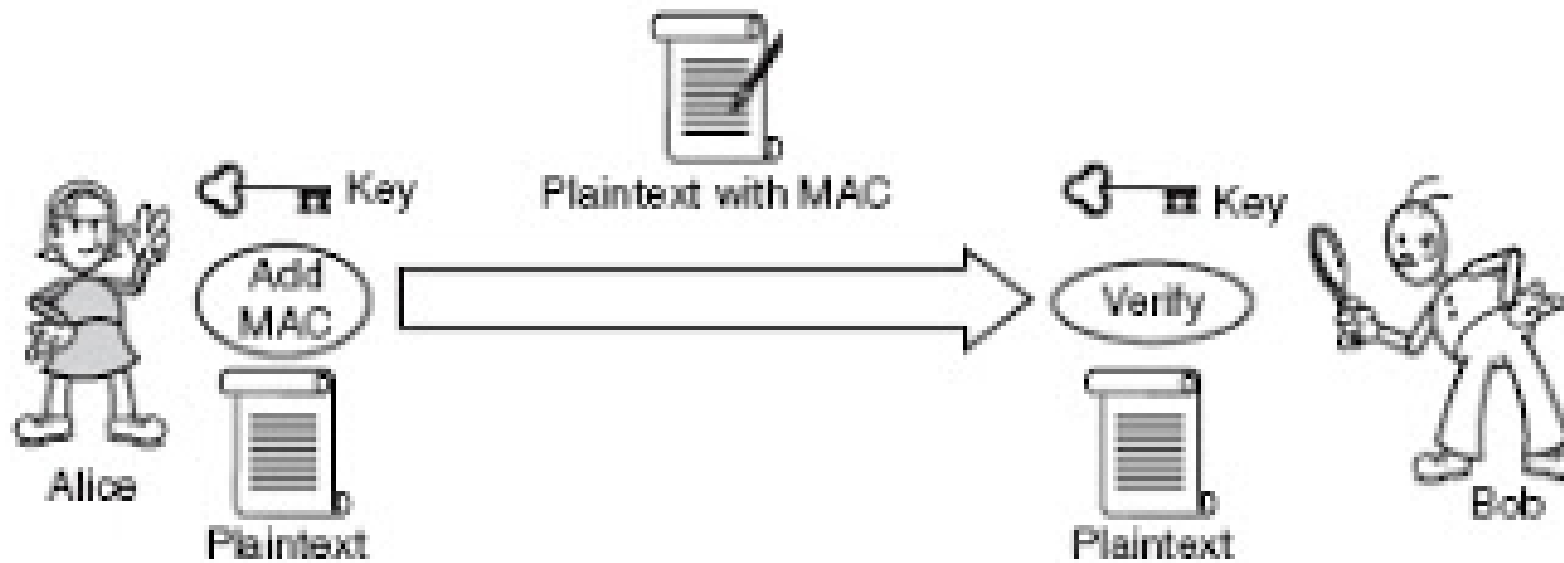 Plaintext with MAC
Key
Key
Add
MAC
Verify
Alice
Bob
Plaintext
Plaintext